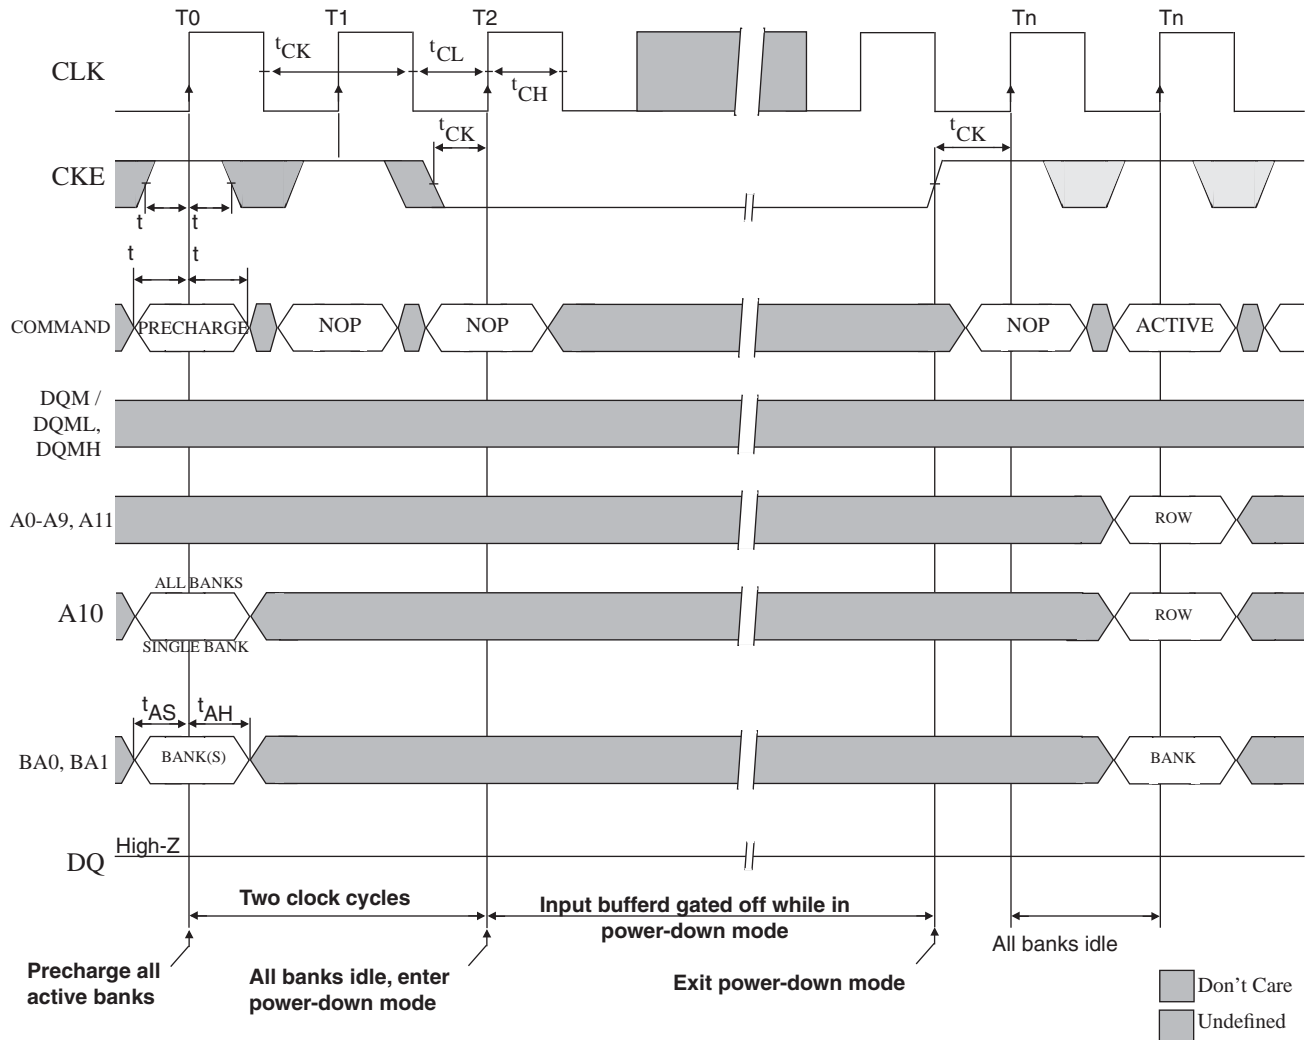 T0 T1 T2 Tn Tn
tCK tCL
CLK
tCH
tCK tCK
CKE
t t
t t
COMMAND PRECHARGE NOP NOP NOP ACTIVE
DQM /
DQML,
DQMH
A0-A9, A11 ROW
ALL BANKS
A10 ROW
SINGLE BANK
tAS tAH
BA0, BA1 BANK(S) BANK
High-Z
DQ
Two clock cycles
Input bufferd gated off while in
power-down mode
All banks idle
Precharge all
active banks
All banks idle, enter
power-down mode
Exit power-down mode
Don't Care
Undefined